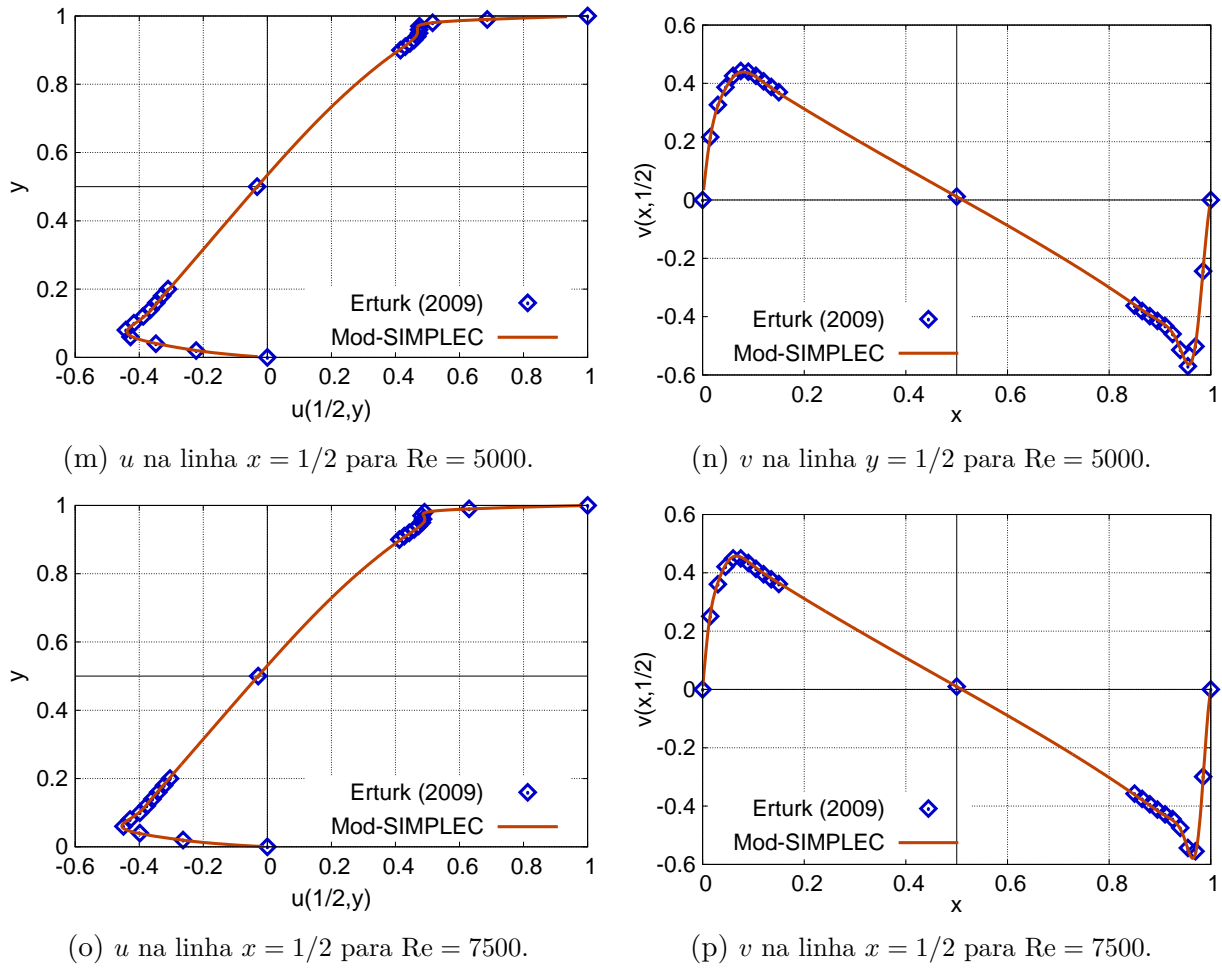 1
0.8
0.6
0.4
0.2
0
-0.6 -0.4 -0.2 0 0.2 0.4 0.6 0.8 1
y
u(1/2,y)
Erturk (2009)
Mod-SIMPLEC
(m) u na linha x = 1/2 para Re = 5000.
0.6
0.4
0.2
0
-0.2
-0.4
-0.6
0 0.2 0.4 0.6 0.8 1
v(x,1/2)
x
Erturk (2009)
Mod-SIMPLEC
(n) v na linha y = 1/2 para Re = 5000.
1
0.8
0.6
0.4
0.2
0
-0.6 -0.4 -0.2 0 0.2 0.4 0.6 0.8 1
y
u(1/2,y)
Erturk (2009)
Mod-SIMPLEC
(o) u na linha x = 1/2 para Re = 7500.
0.6
0.4
0.2
0
-0.2
-0.4
-0.6
0 0.2 0.4 0.6 0.8 1
v(x,1/2)
x
Erturk (2009)
Mod-SIMPLEC
(p) v na linha x = 1/2 para Re = 7500.